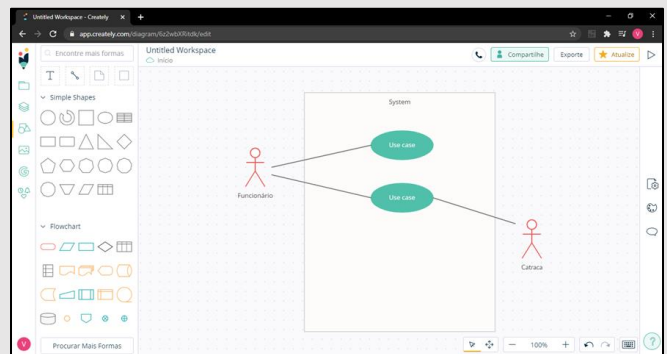 Untitled Workspace - Creately
app.creately.com/diagram/6z2wbXRitdk/edit
V
Encontre mais formas
Untitled Workspace
Início
Compartilhe
Exporte
Atualize
T
Simple Shapes
System
Use case
Funcionário
Use case
Catraca
Flowchart
V
Procurar Mais Formas
100%
?